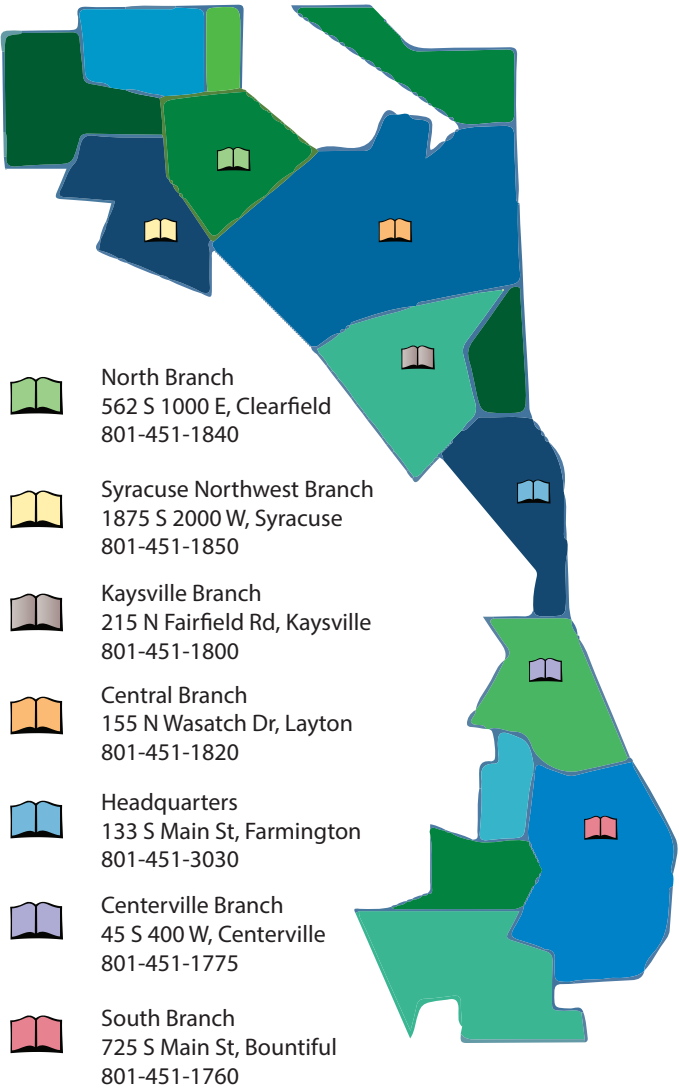 North Branch
562 S 1000 E, Clearfield
801-451-1840
Syracuse Northwest Branch
1875 S 2000 W, Syracuse
801-451-1850
Kaysville Branch
215 N Fairfield Rd, Kaysville
801-451-1800
Central Branch
155 N Wasatch Dr, Layton
801-451-1820
Headquarters
133 S Main St, Farmington
801-451-3030
Centerville Branch
45 S 400 W, Centerville
801-451-1775
South Branch
725 S Main St, Bountiful
801-451-1760